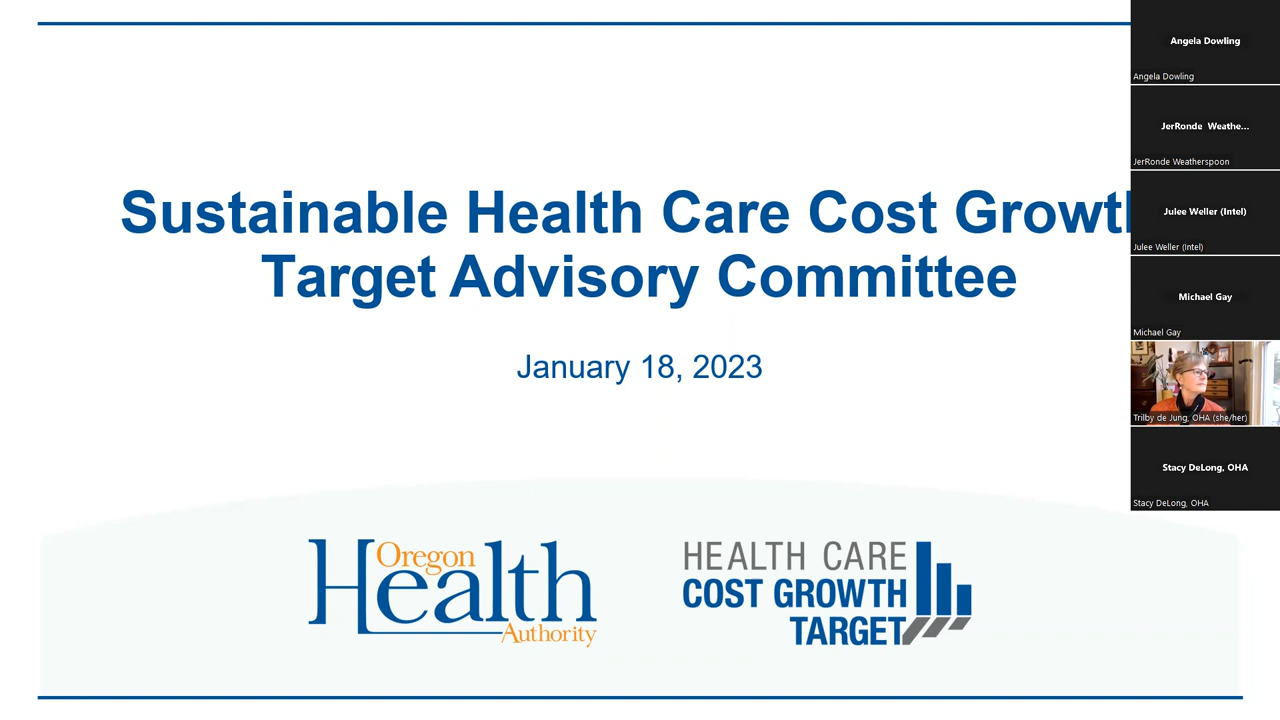 Sustainable Health Care Cost Growth
Target Advisory Committee
January 18, 2023
Oregon
Health
Authority
HEALTH CARE
COST GROWTH
TARGET
Angela Dowling
Angela Dowling
JerRonde Weathe...
JerRonde Weatherspoon
Julee Weller (Intel)
Julee Weller (Intel)
Michael Gay
Michael Gay
Trilby de Jung, OHA (she/her)
Stacy DeLong, OHA
Stacy DeLong, OHA